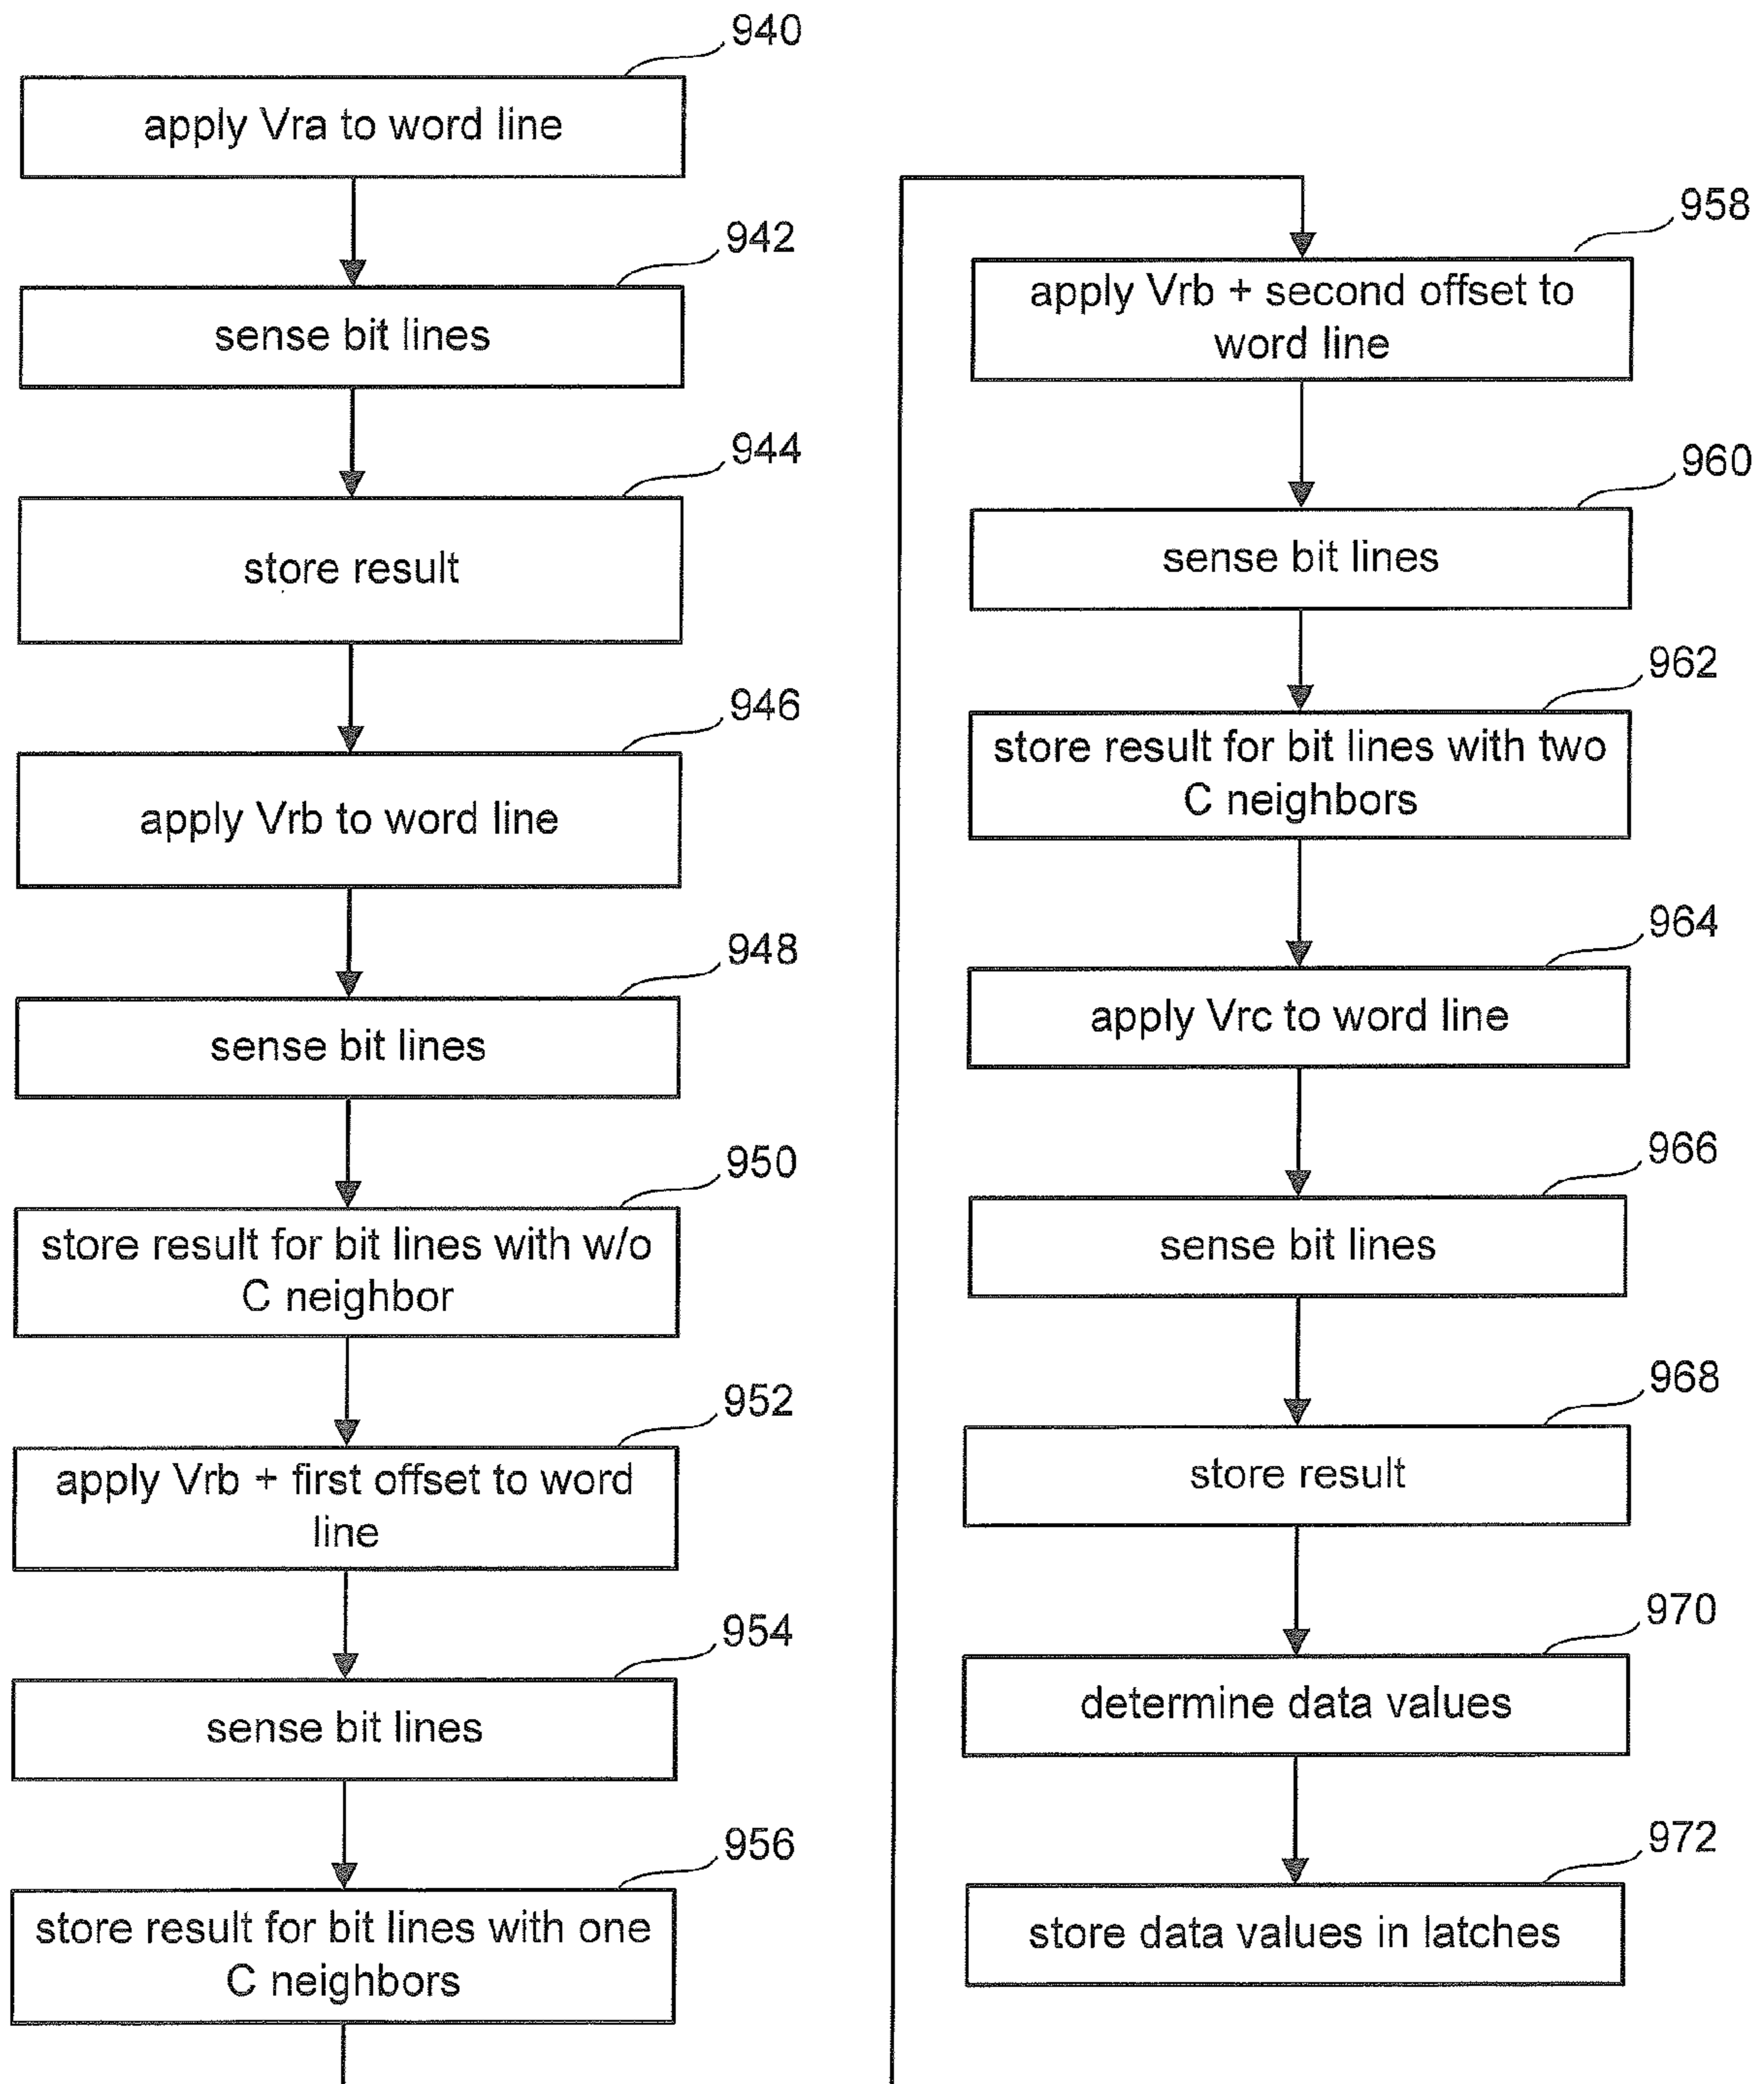 940
apply Vra to word line
942
sense bit lines
944
store result
946
apply Vrb to word line
948
sense bit lines
950
store result for bit lines with w/o
C neighbor
952
apply Vrb + first offset to word
line
954
sense bit lines
956
store result for bit lines with one
C neighbors
958
apply Vrb + second offset to
word line
960
sense bit lines
962
store result for bit lines with two
C neighbors
964
apply Vrc to word line
966
sense bit lines
968
store result
970
determine data values
972
store data values in latches